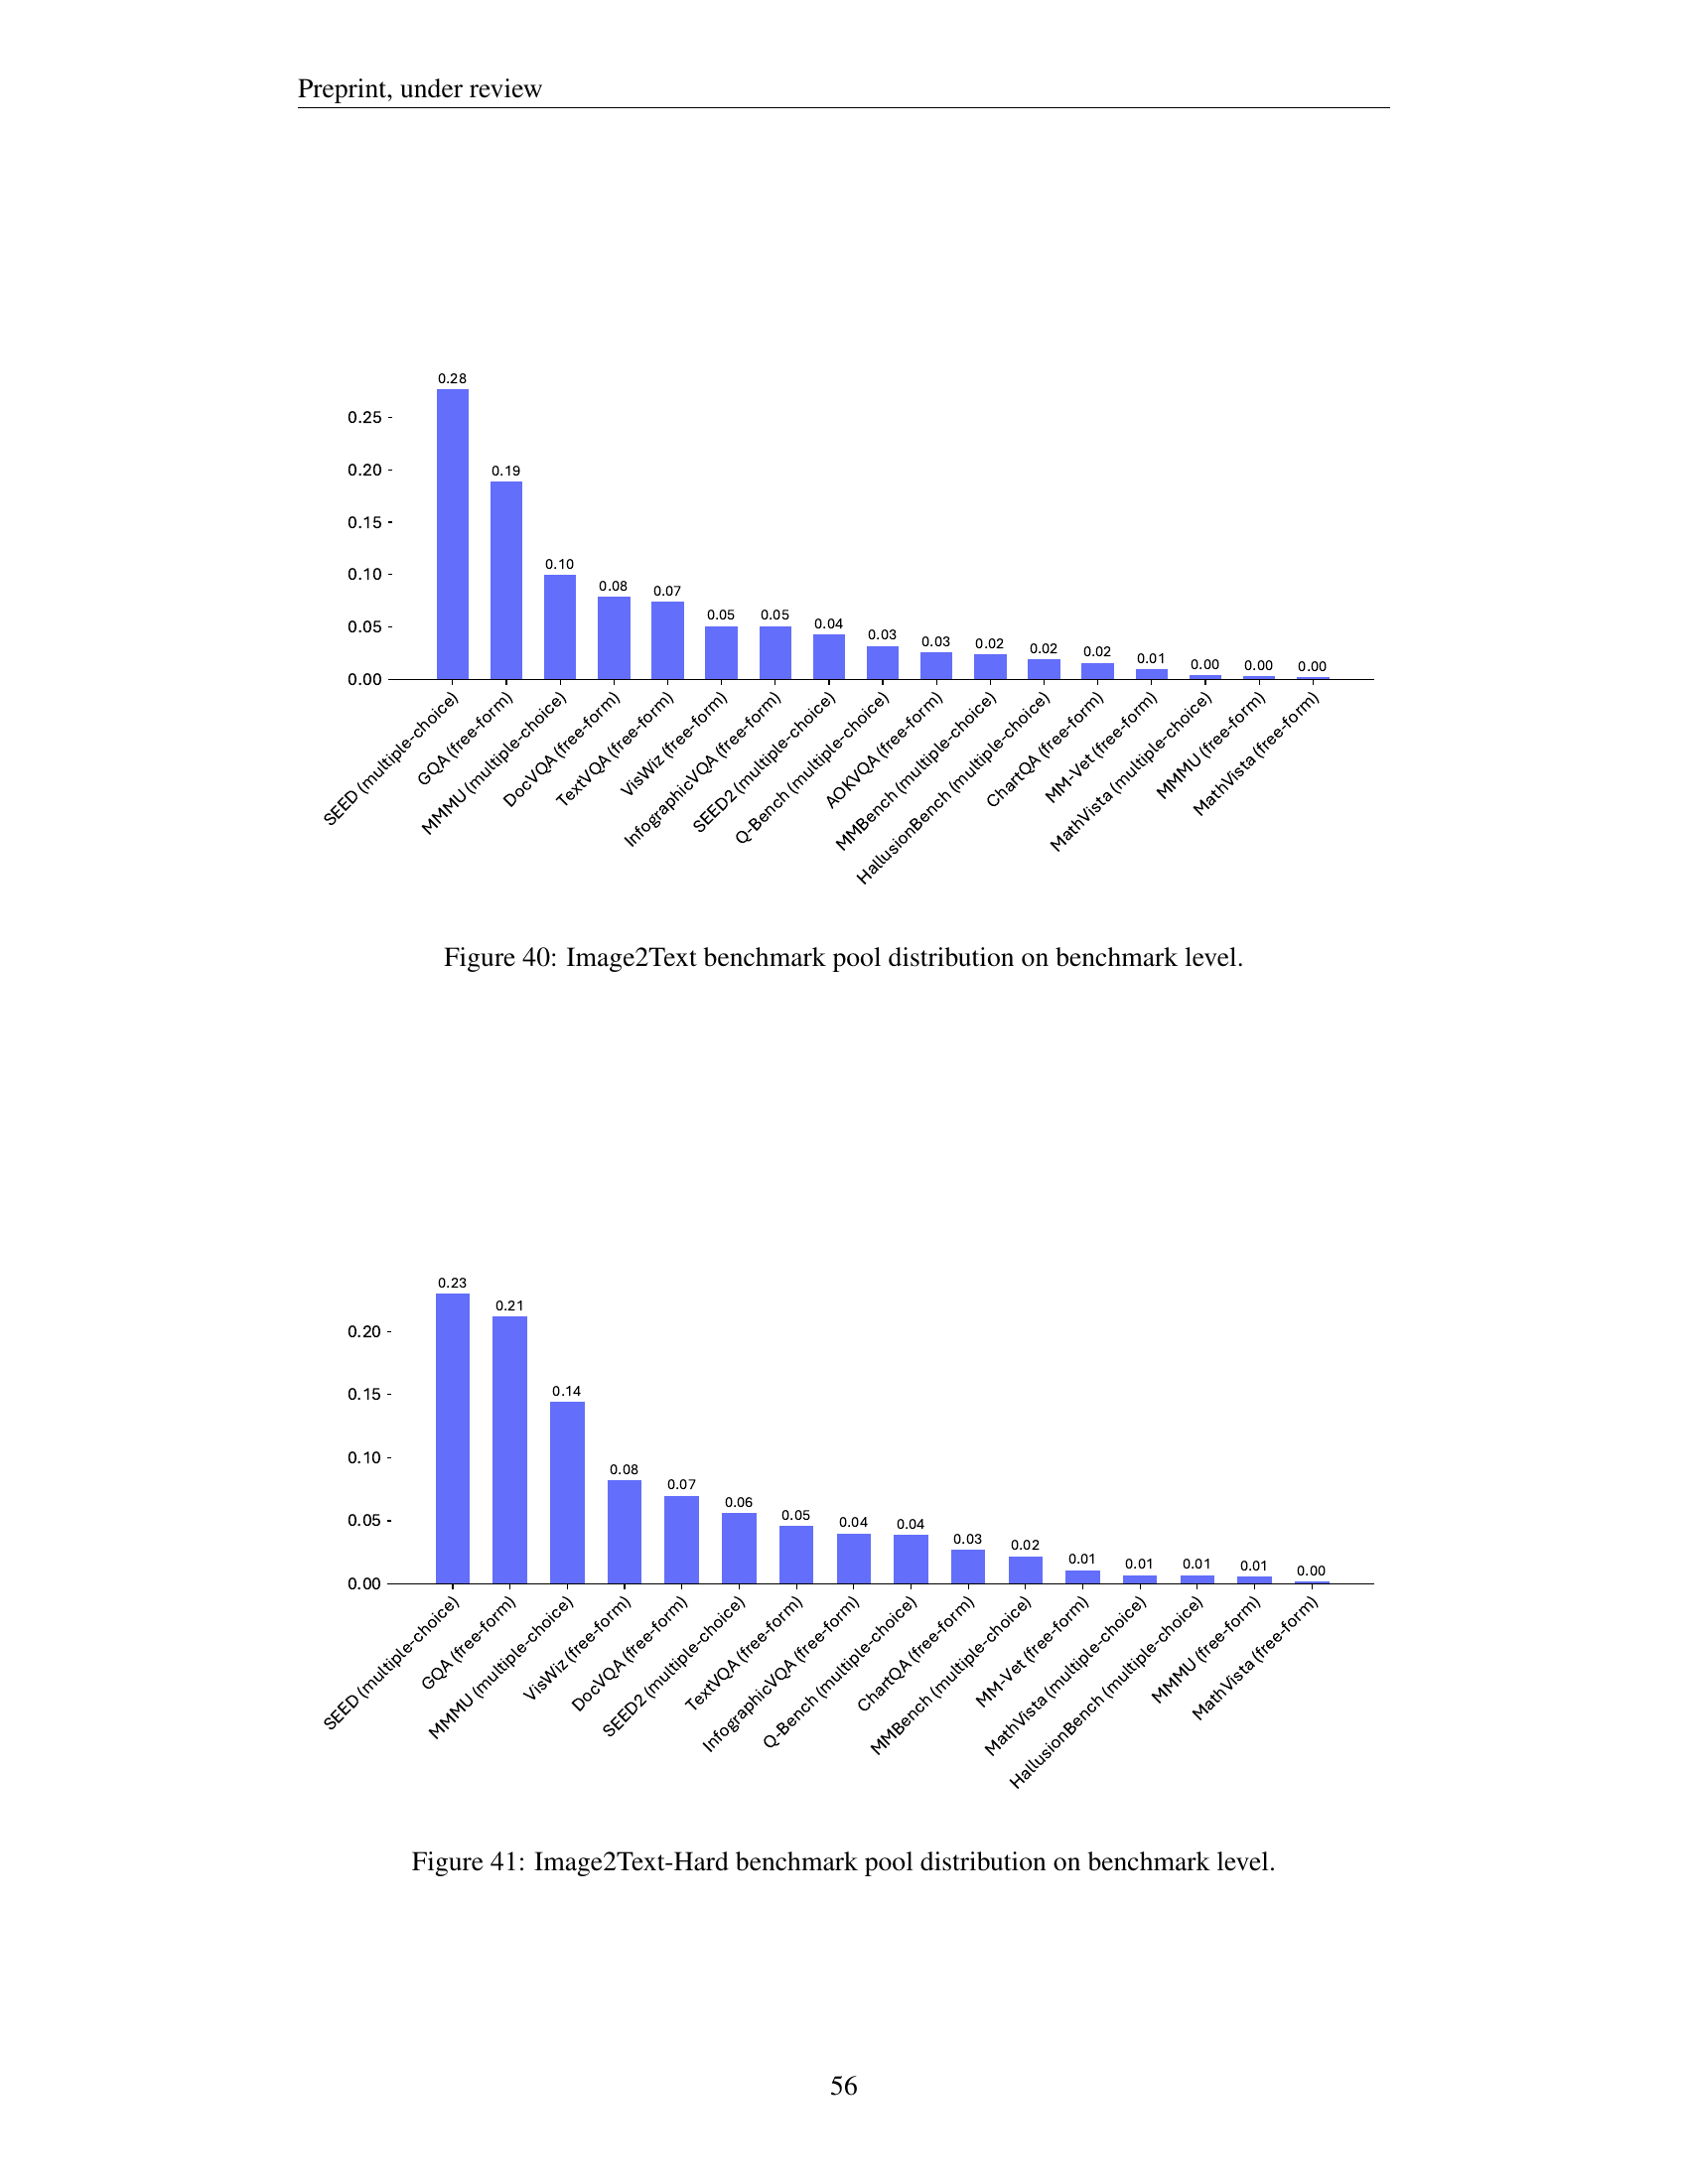 Preprint, under review
0.28
0.25
0.20
0.19
0.15
0.10
0.10
0.08
0.07
0.05
0.05
0.05
0.04
0.03
0.03
0.02
0.02
0.02
0.01
0.00
0.00
0.00
0.00
SEED (multiple-choice)
GQA (free-form)
MMMU (multiple-choice)
DocVQA (free-form)
TextVQA (free-form)
VisWiz (free-form)
InfographicVQA (free-form)
SEED2 (multiple-choice)
Q-Bench (multiple-choice)
AOKVQA (free-form)
MMBench (multiple-choice)
HallusionBench (multiple-choice)
ChartQA (free-form)
MM-Vet (free-form)
MathVista (multiple-choice)
MMMU (free-form)
MathVista (free-form)
Figure 40: Image2Text benchmark pool distribution on benchmark level.
0.23
0.21
0.20
0.15
0.14
0.10
0.08
0.07
0.06
0.05
0.05
0.04
0.04
0.03
0.02
0.01
0.01
0.01
0.01
0.00
0.00
SEED (multiple-choice)
GQA (free-form)
MMMU (multiple-choice)
VisWiz (free-form)
DocVQA (free-form)
SEED2 (multiple-choice)
TextVQA (free-form)
InfographicVQA (free-form)
Q-Bench (multiple-choice)
ChartQA (free-form)
MMBench (multiple-choice)
MM-Vet (free-form)
MathVista (multiple-choice)
HallusionBench (multiple-choice)
MMMU (free-form)
MathVista (free-form)
Figure 41: Image2Text-Hard benchmark pool distribution on benchmark level.
56